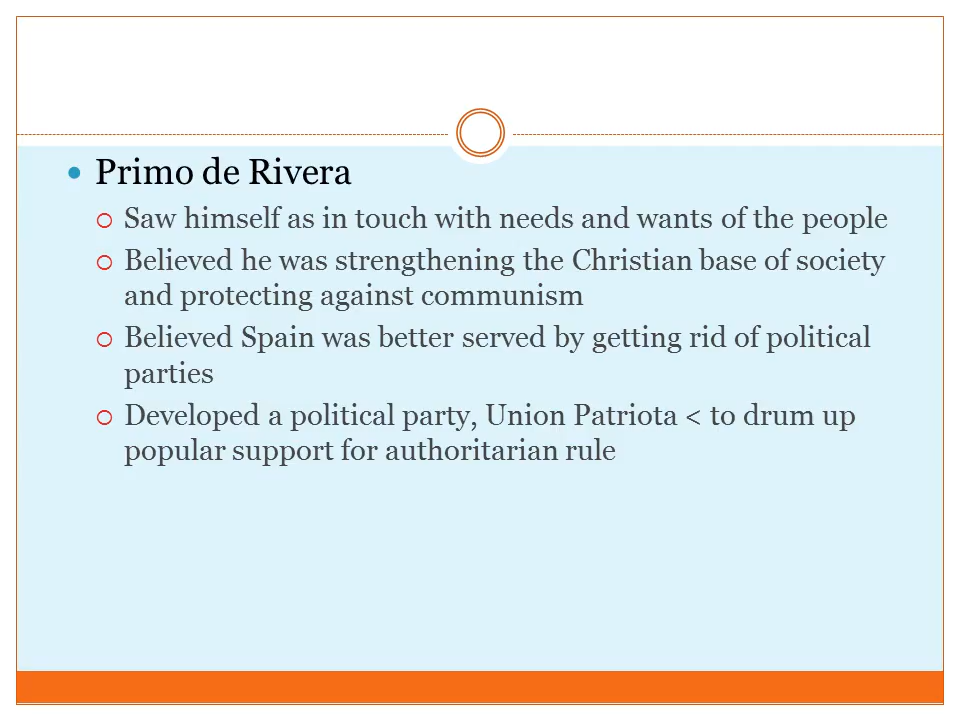 Primo de Rivera
Saw himself as in touch with needs and wants of the people
Believed he was strengthening the Christian base of society
and protecting against communism
Believed Spain was better served by getting rid of political
parties
Developed a political party, Union Patriota < to drum up
popular support for authoritarian rule